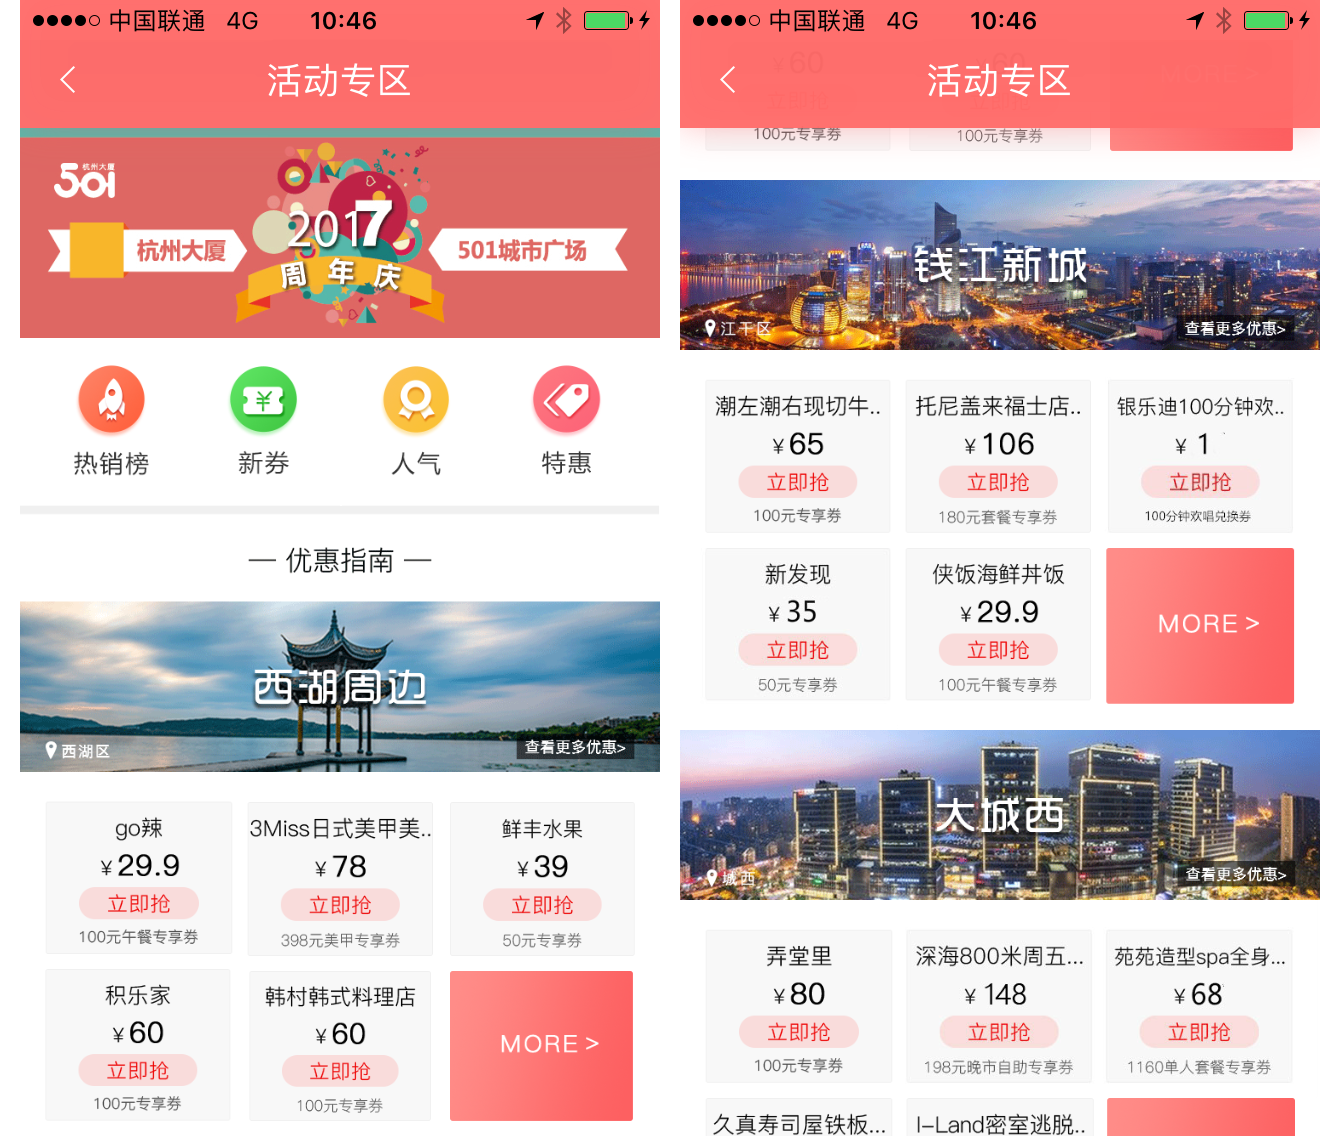 中国联通 4G 10:46
活动专区
杭州大厦
501
2017
周年庆
杭州大厦
501城市广场
热销榜 新券 人气 特惠
— 优惠指南 —
西湖周边
西湖区
查看更多优惠>
go辣 3Miss日式美甲美.. 鲜丰水果
¥29.9 ¥78 ¥39
立即抢 立即抢 立即抢
100元午餐专享券 398元美甲专享券 50元专享券
积乐家 韩村韩式料理店
¥60 ¥60
立即抢 立即抢
MORE >
100元专享券 100元专享券
中国联通 4G 10:46
活动专区
100元专享券 100元专享券
钱江新城
江干区
查看更多优惠>
潮左潮右现切牛.. 托尼盖来福士店.. 银乐迪100分钟欢..
¥65 ¥106 ¥1
立即抢 立即抢 立即抢
100元专享券 180元套餐专享券 100分钟欢唱兑换券
新发现 侠饭海鲜丼饭
¥35 ¥29.9
MORE >
立即抢 立即抢
50元专享券 100元午餐专享券
大城西
城西
查看更多优惠>
弄堂里 深海800米周五... 苑苑造型spa全身...
¥80 ¥148 ¥68
立即抢 立即抢 立即抢
100元专享券 198元晚市自助专享券 1160单人套餐专享券
久真寿司屋铁板... I-Land密室逃脱..